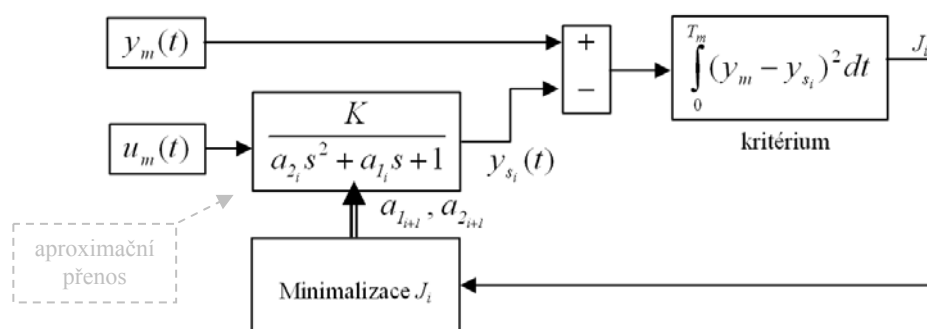 y_m(t)
+
−
∫_0^{T_m} (y_m − y_{s_i})^2 dt
J_i
kritérium
u_m(t)
K / (a_{2_i} s^2 + a_{1_i} s + 1)
y_{s_i}(t)
a_{1_{i+1}}, a_{2_{i+1}}
aproximační
přenos
Minimalizace J_i